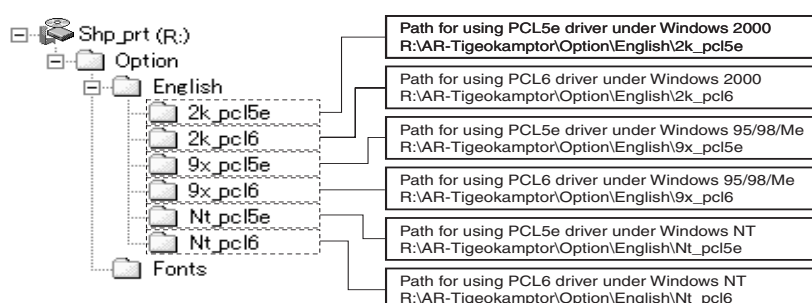 Shp_prt (R:)
Option
English
2k_pcl5e
2k_pcl6
9x_pcl5e
9x_pcl6
Nt_pcl5e
Nt_pcl6
Fonts
Path for using PCL5e driver under Windows 2000
R:\AR-Tigeokamptor\Option\English\2k_pcl5e
Path for using PCL6 driver under Windows 2000
R:\AR-Tigeokamptor\Option\English\2k_pcl6
Path for using PCL5e driver under Windows 95/98/Me
R:\AR-Tigeokamptor\Option\English\9x_pcl5e
Path for using PCL6 driver under Windows 95/98/Me
R:\AR-Tigeokamptor\Option\English\9x_pcl6
Path for using PCL5e driver under Windows NT
R:\AR-Tigeokamptor\Option\English\Nt_pcl5e
Path for using PCL6 driver under Windows NT
R:\AR-Tigeokamptor\Option\English\Nt_pcl6